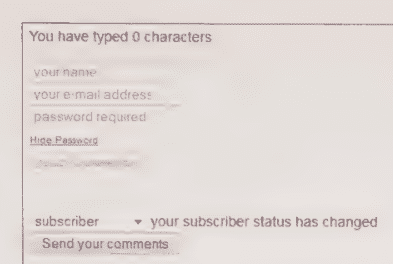 You have typed 0 characters
your name
your e-mail address
password required
Hide Password
subscriber your subscriber status has changed
Send your comments